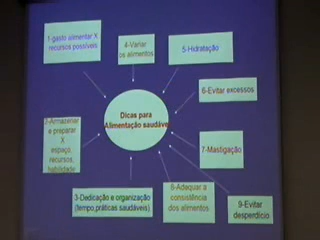 1-gasto alimentar X
recursos possíveis
4-Variar
os alimentos
5-Hidratação
6-Evitar excessos
Dicas para
Alimentação saudável
2-Armazenar
e preparar
X
espaço,
recursos,
habilidade
7-Mastigação
3-Dedicação e organização
(tempo,práticas saudáveis)
8-Adequar a
consistência
dos alimentos
9-Evitar
desperdício